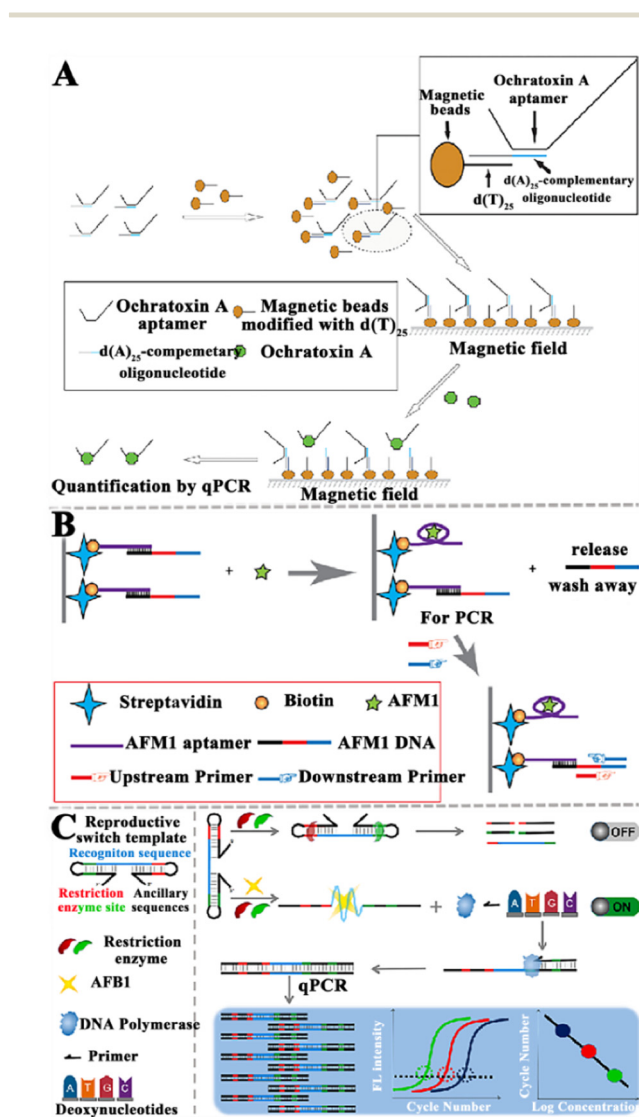 A
Magnetic
beads
Ochratoxin A
aptamer
d(A)₂₅-complementary
oligonucleotide
d(T)₂₅
Ochratoxin A
aptamer
Magnetic beads
modified with d(T)₂₅
d(A)₂₅-compemetary
oligonucleotide
Ochratoxin A
Magnetic field
Quantification by qPCR
Magnetic field
B
+
+
release
wash away
For PCR
Streptavidin
Biotin
AFM1
AFM1 aptamer
AFM1 DNA
Upstream Primer
Downstream Primer
C
Reproductive
switch template
Recogniton sequence
Restriction
enzyme site
Ancillary
sequences
Restriction
enzyme
AFB1
DNA Polymerase
Primer
A T G C
Deoxynucleotides
OFF
+
A T G C
ON
qPCR
FL intensity
Cycle Number
Cycle Number
Log Concentration